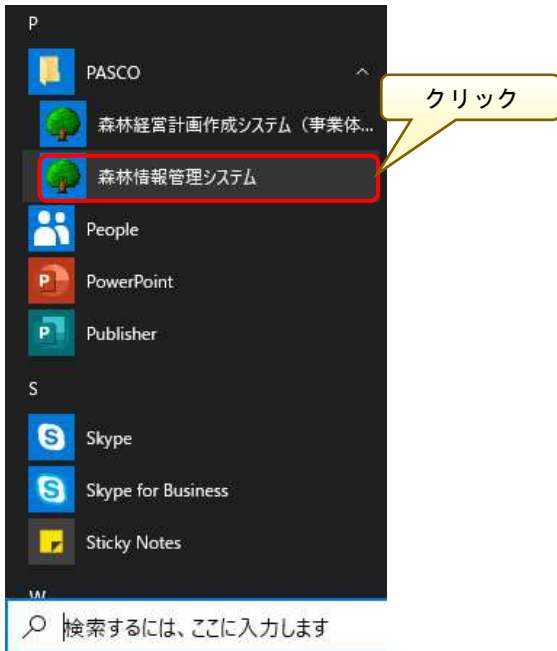 P
PASCO
クリック
森林経営計画作成システム（事業体...
森林情報管理システム
People
PowerPoint
Publisher
S
Skype
Skype for Business
Sticky Notes
W
検索するには、ここに入力します